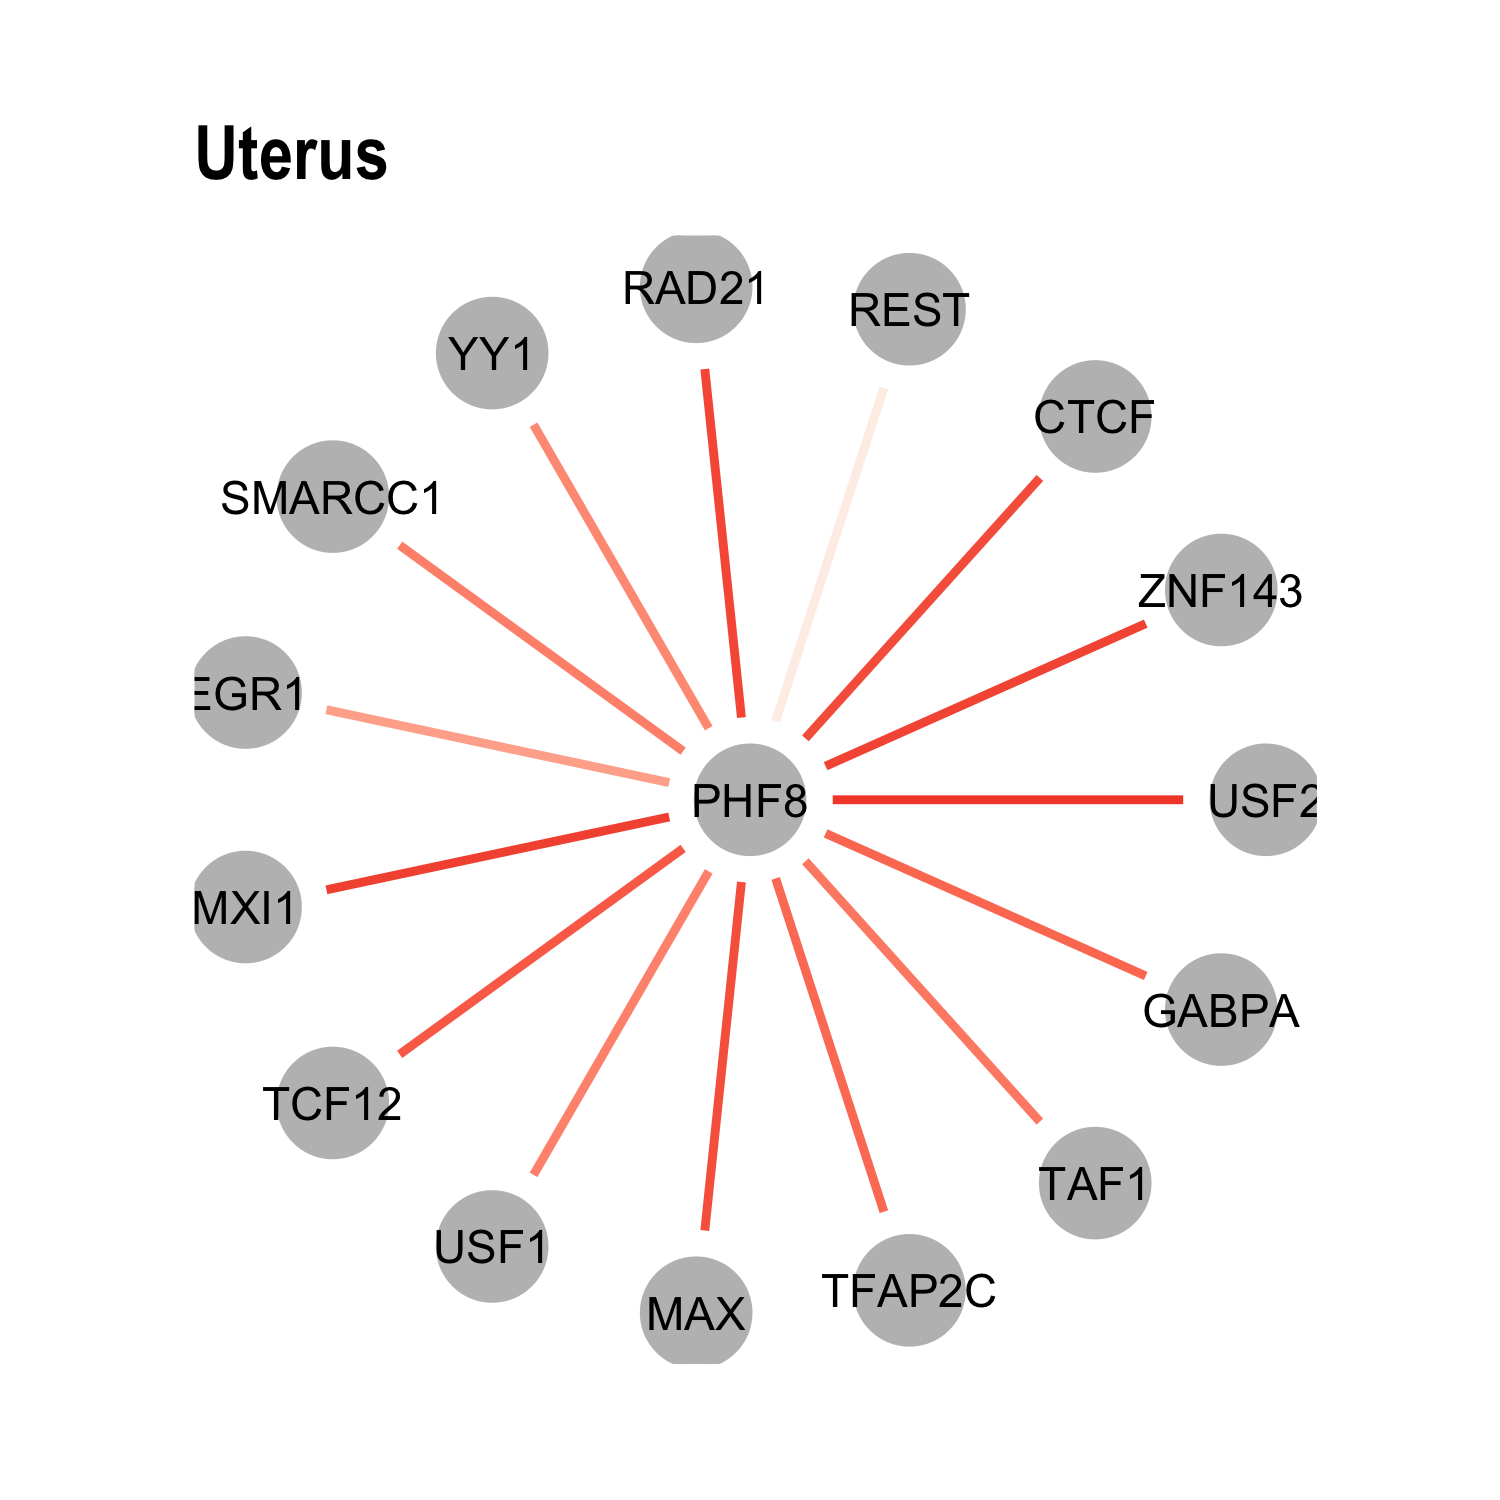 Uterus
RAD21
REST
YY1
CTCF
SMARCC1
ZNF143
EGR1
PHF8
USF2
MXI1
GABPA
TCF12
TAF1
USF1
TFAP2C
MAX